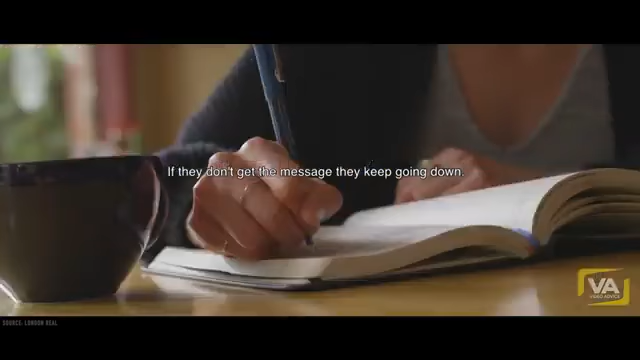 If they don't get the message they keep going down.
VA
VIDEO ADVICE
SOURCE: LONDON REAL